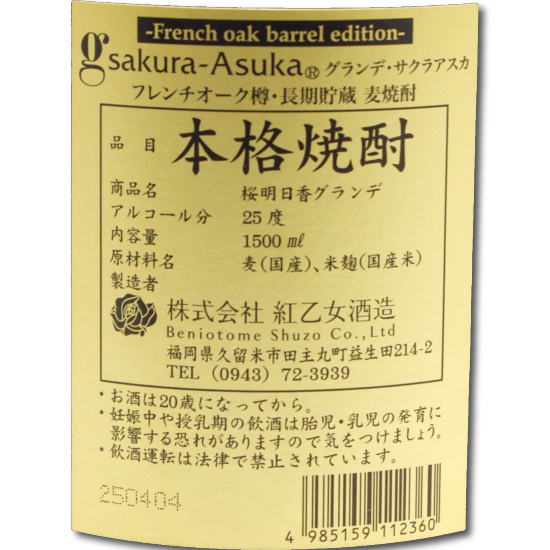 -French oak barrel edition-
gsakura-Asuka® グランデ・サクラアスカ
フレンチオーク樽・長期貯蔵 麦焼酎
品目 本格焼酎
商品名 桜明日香グランデ
アルコール分 25度
内容量 1500㎖
原材料名 麦(国産)、米麹(国産米)
製造者
株式会社 紅乙女酒造
Beniotome Shuzo Co.,Ltd
福岡県久留米市田主丸町益生田214-2
TEL (0943) 72-3939
*お酒は20歳になってから。
*妊娠中や授乳期の飲酒は胎児・乳児の発育に
影響する恐れがありますので気をつけましょう。
*飲酒運転は法律で禁止されています。
250404
4 985159 112360